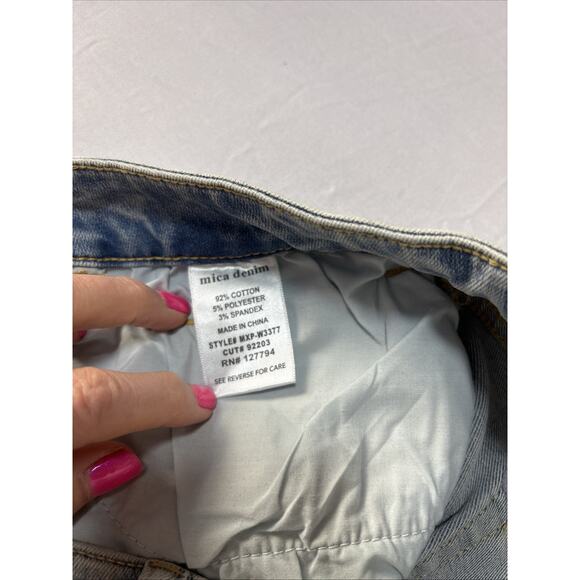 mica denim
92% COTTON
5% POLYESTER
3% SPANDEX
MADE IN CHINA
STYLE# MXP-W3377
CUT# 92203
RN# 127794
SEE REVERSE FOR CARE